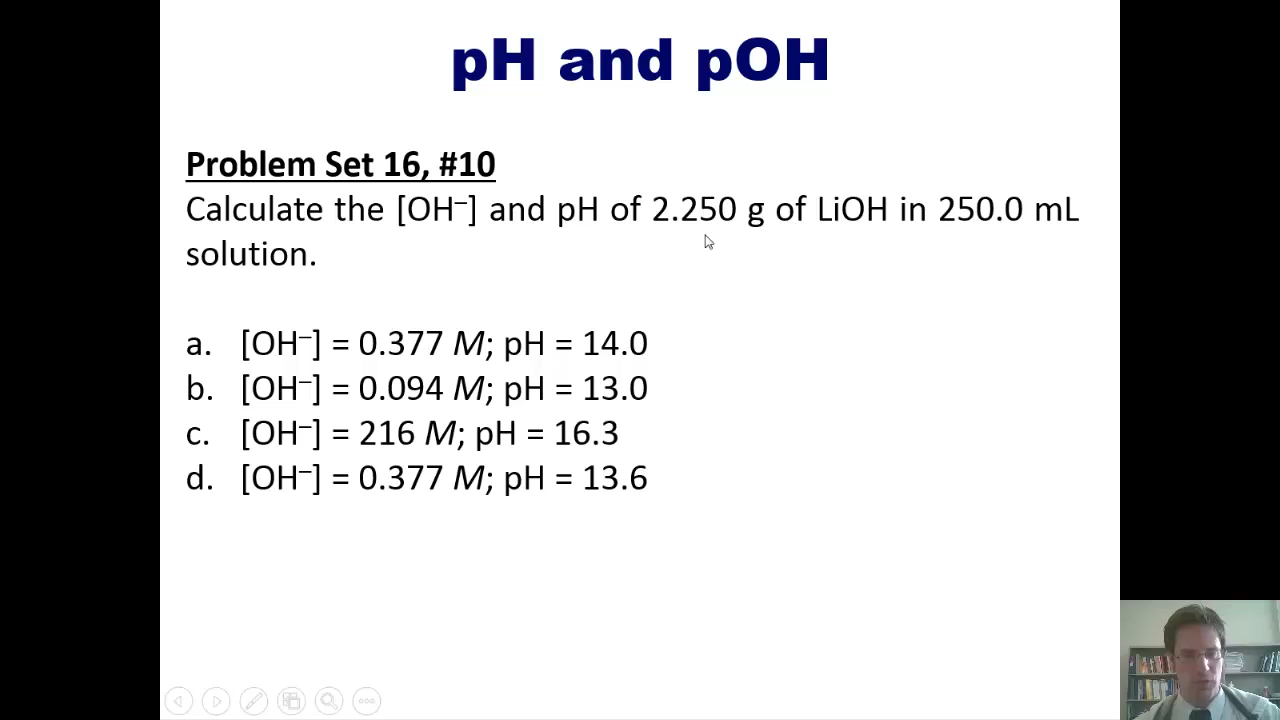 pH and pOH
Problem Set 16, #10
Calculate the [OH⁻] and pH of 2.250 g of LiOH in 250.0 mL
solution.
a. [OH⁻] = 0.377 M; pH = 14.0
b. [OH⁻] = 0.094 M; pH = 13.0
c. [OH⁻] = 216 M; pH = 16.3
d. [OH⁻] = 0.377 M; pH = 13.6